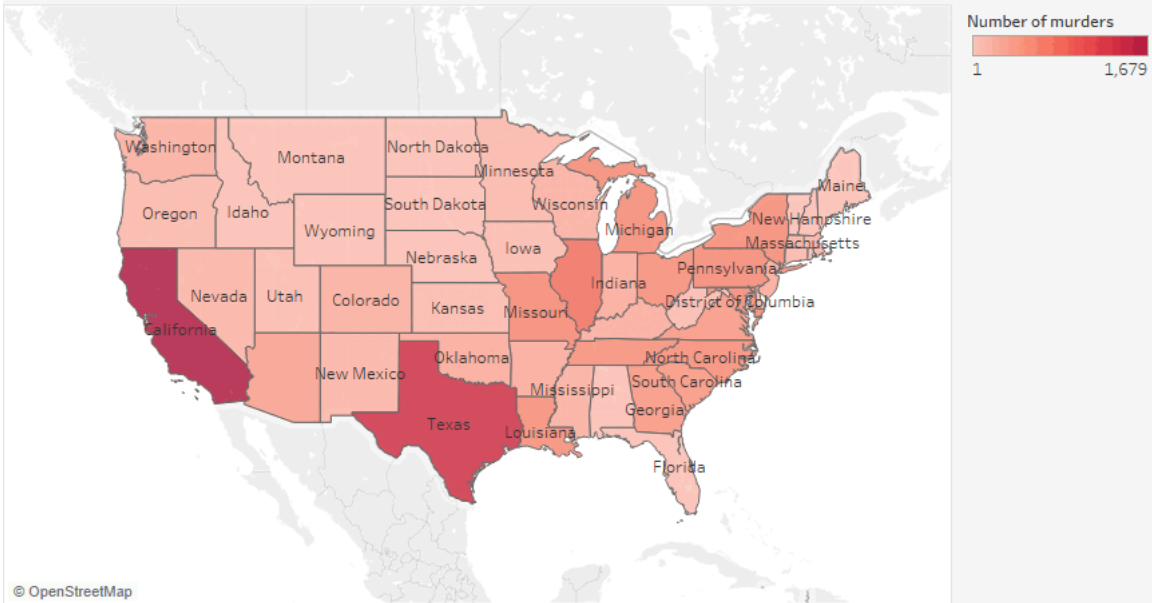 Number of murders
1 1,679
Washington
Montana
North Dakota
Minnesota
Maine
Oregon
Idaho
South Dakota
Wisconsin
New Hampshire
Wyoming
Michigan
Massachusetts
Iowa
Nebraska
Pennsylvania
Nevada
Utah
Colorado
Indiana
Kansas
Missouri
District of Columbia
California
Oklahoma
North Carolina
New Mexico
Mississippi
South Carolina
Georgia
Texas
Louisiana
Florida
© OpenStreetMap